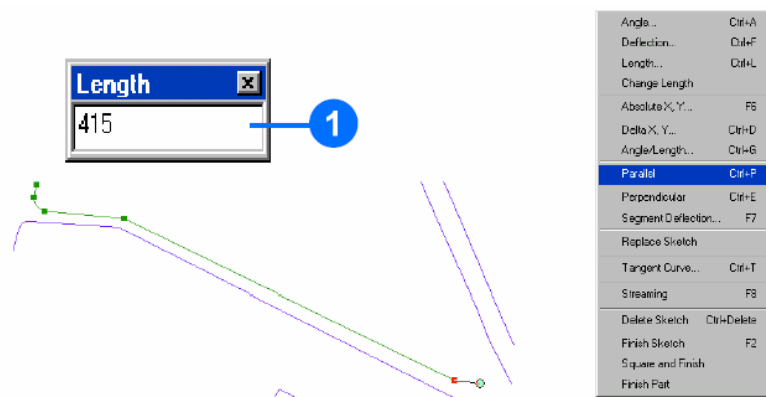 Length
415
1
Angle... Ctrl+A
Deflection... Ctrl+F
Length... Ctrl+L
Change Length
Absolute X, Y... F6
Delta X, Y... Ctrl+D
Angle/Length... Ctrl+G
Parallel Ctrl+P
Perpendicular Ctrl+E
Segment Deflection... F7
Replace Sketch
Tangent Curve... Ctrl+T
Streaming F8
Delete Sketch Ctrl+Delete
Finish Sketch F2
Square and Finish
Finish Part